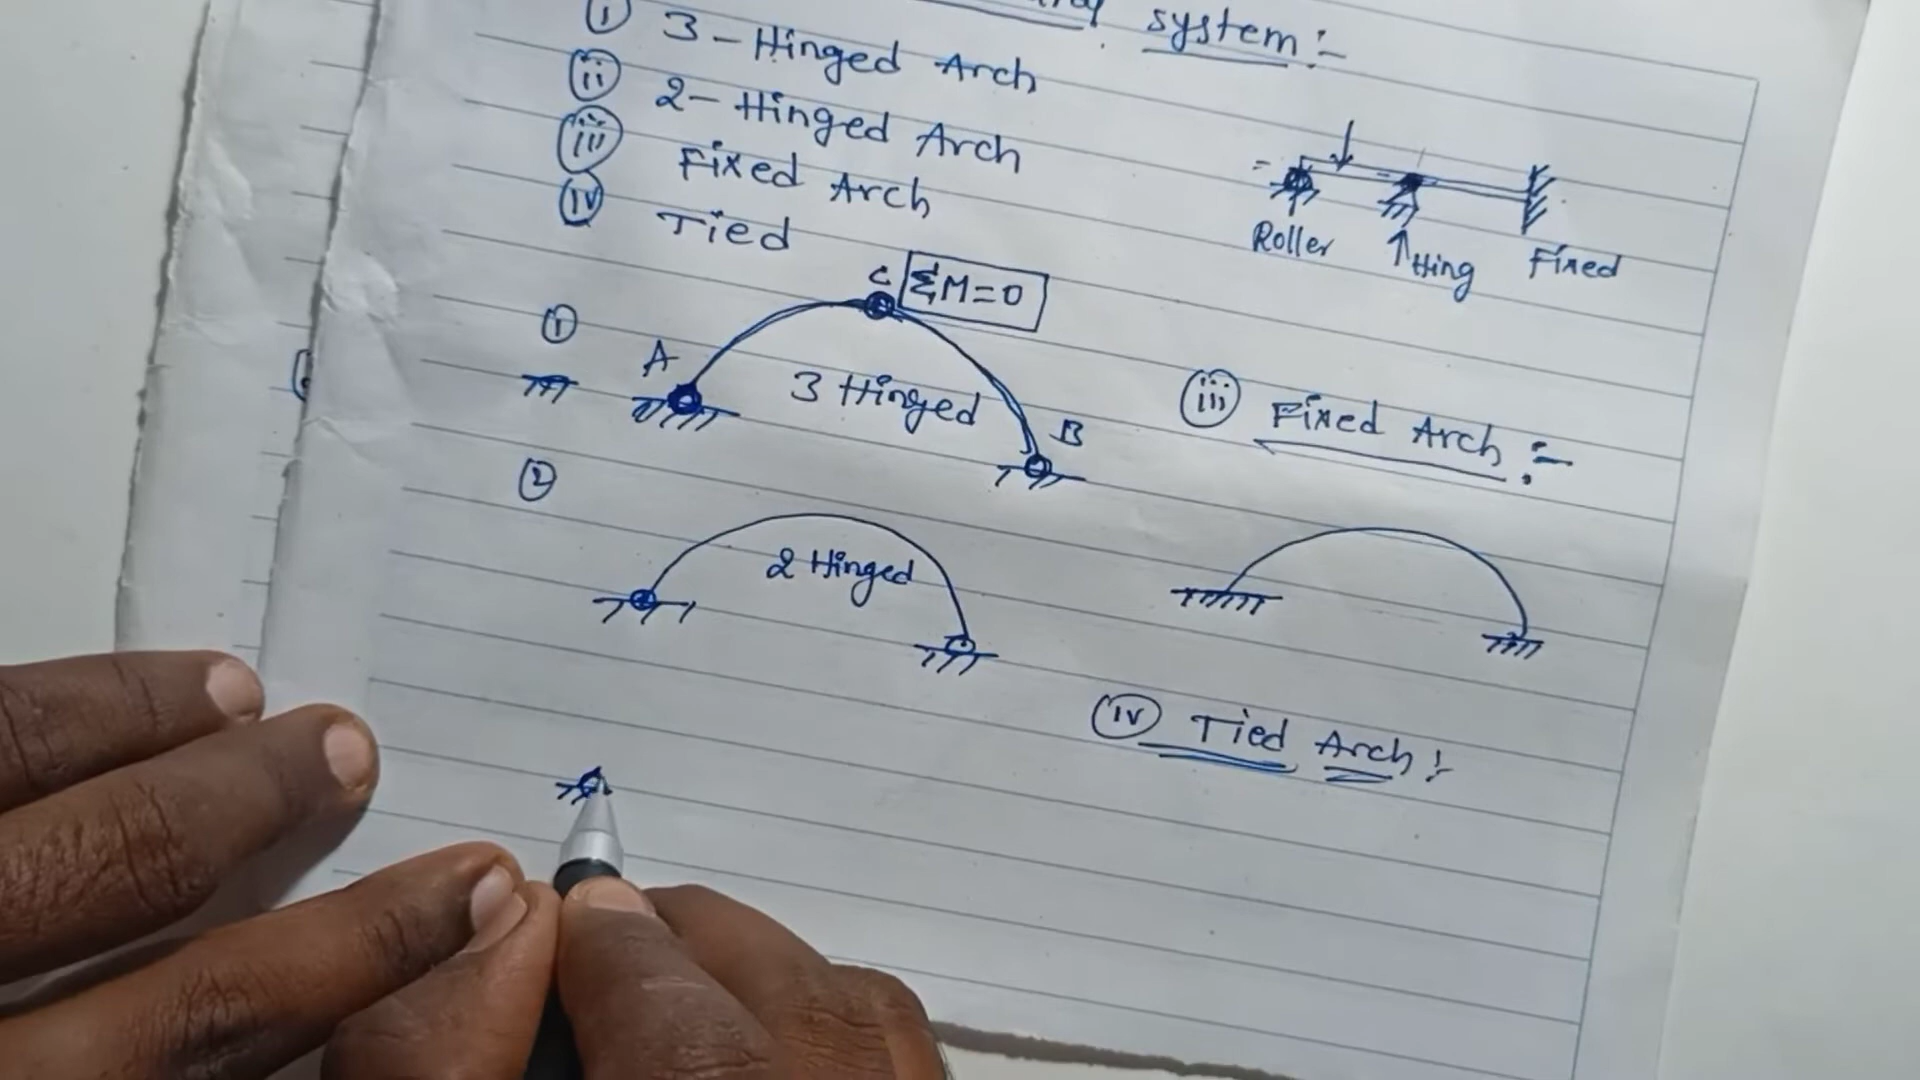 system :-
(i) 3-Hinged Arch
(ii) 2-Hinged Arch
(iii) Fixed Arch
(iv) Tied
Roller Hing Fixed
C ΣM=0
(1)
A
3 Hinged
B
(2)
2 Hinged
(iii) Fixed Arch :-
(iv) Tied Arch :-